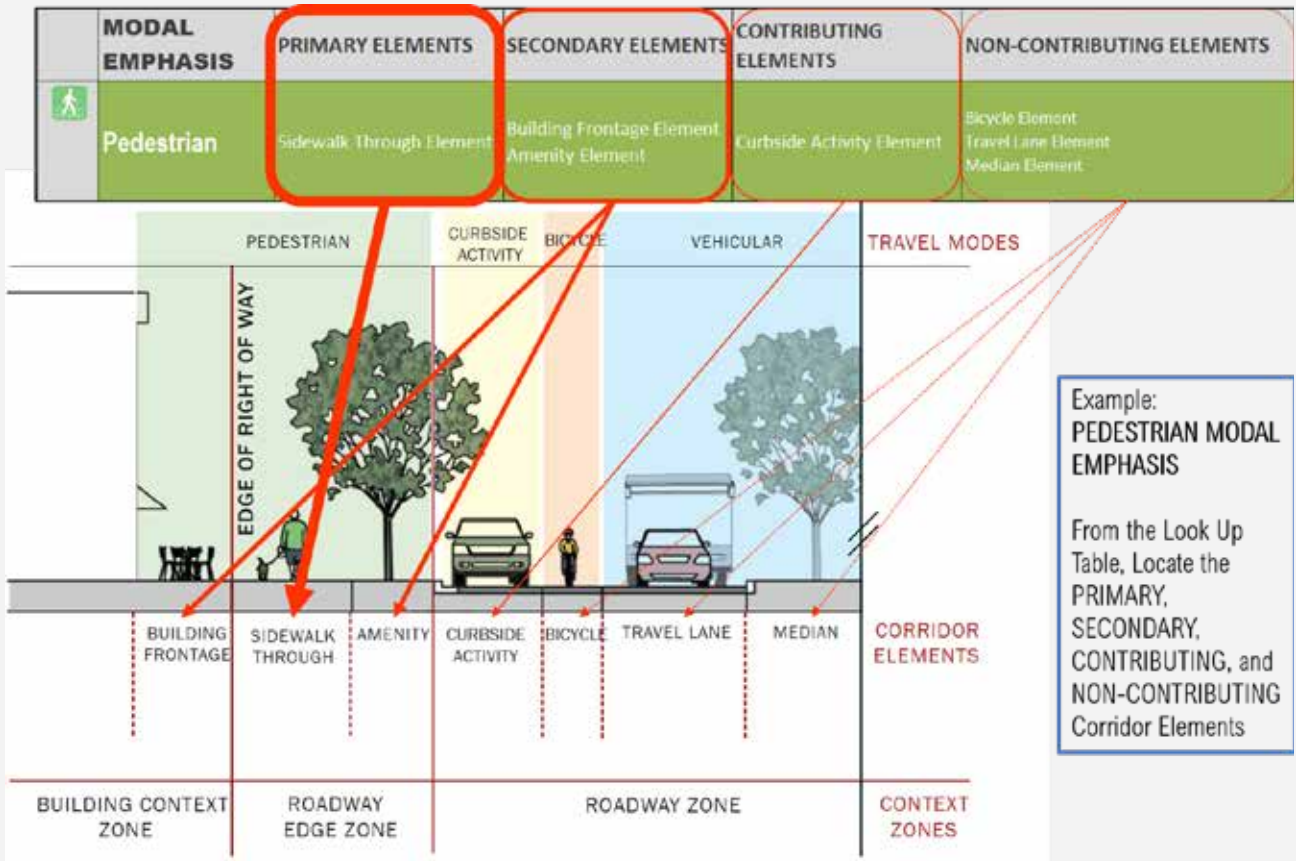 MODAL EMPHASIS
PRIMARY ELEMENTS
SECONDARY ELEMENTS
CONTRIBUTING ELEMENTS
NON-CONTRIBUTING ELEMENTS
Pedestrian
Sidewalk Through Element
Building Frontage Element
Amenity Element
Curbside Activity Element
Bicycle Element
Travel Lane Element
Median Element
PEDESTRIAN
CURBSIDE ACTIVITY
BICYCLE
VEHICULAR
TRAVEL MODES
EDGE OF RIGHT OF WAY
BUILDING FRONTAGE
SIDEWALK THROUGH
AMENITY
CURBSIDE ACTIVITY
BICYCLE
TRAVEL LANE
MEDIAN
CORRIDOR ELEMENTS
BUILDING CONTEXT ZONE
ROADWAY EDGE ZONE
ROADWAY ZONE
CONTEXT ZONES
Example:
PEDESTRIAN MODAL
EMPHASIS
From the Look Up
Table, Locate the
PRIMARY,
SECONDARY,
CONTRIBUTING, and
NON-CONTRIBUTING
Corridor Elements